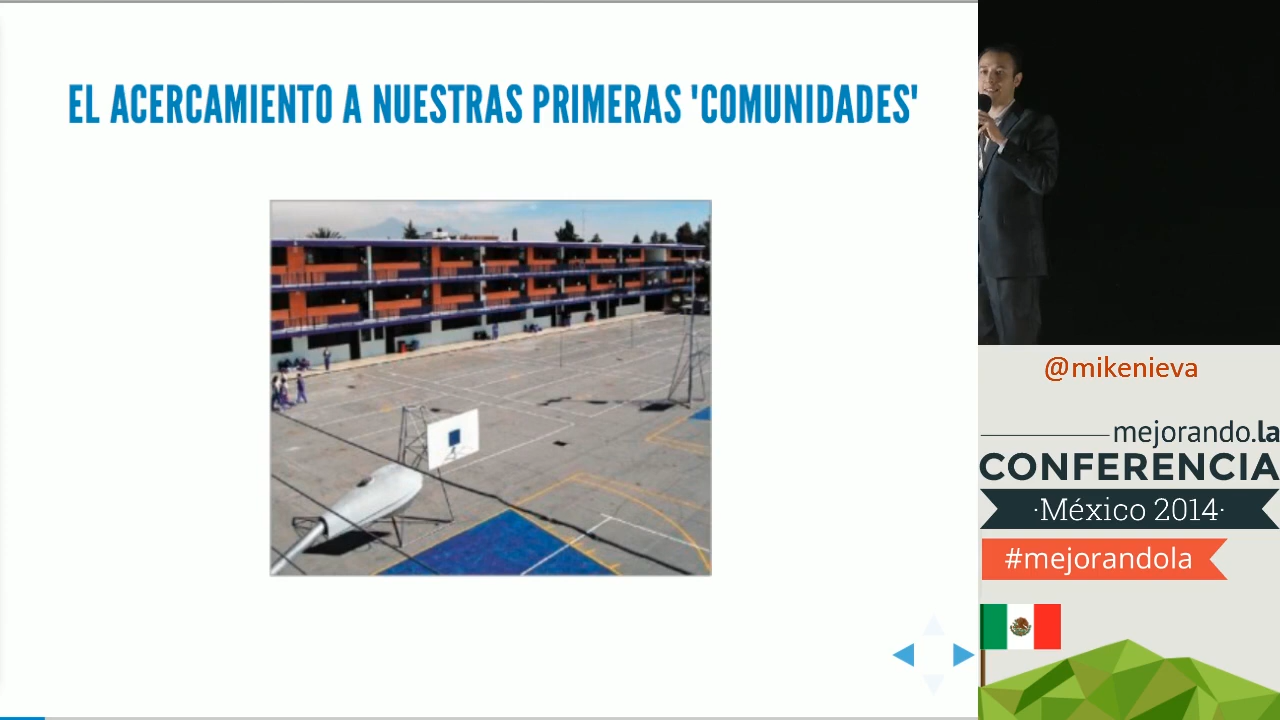 EL ACERCAMIENTO A NUESTRAS PRIMERAS 'COMUNIDADES'
@mikenieva
mejorando.la
CONFERENCIA
·México 2014·
#mejorandola